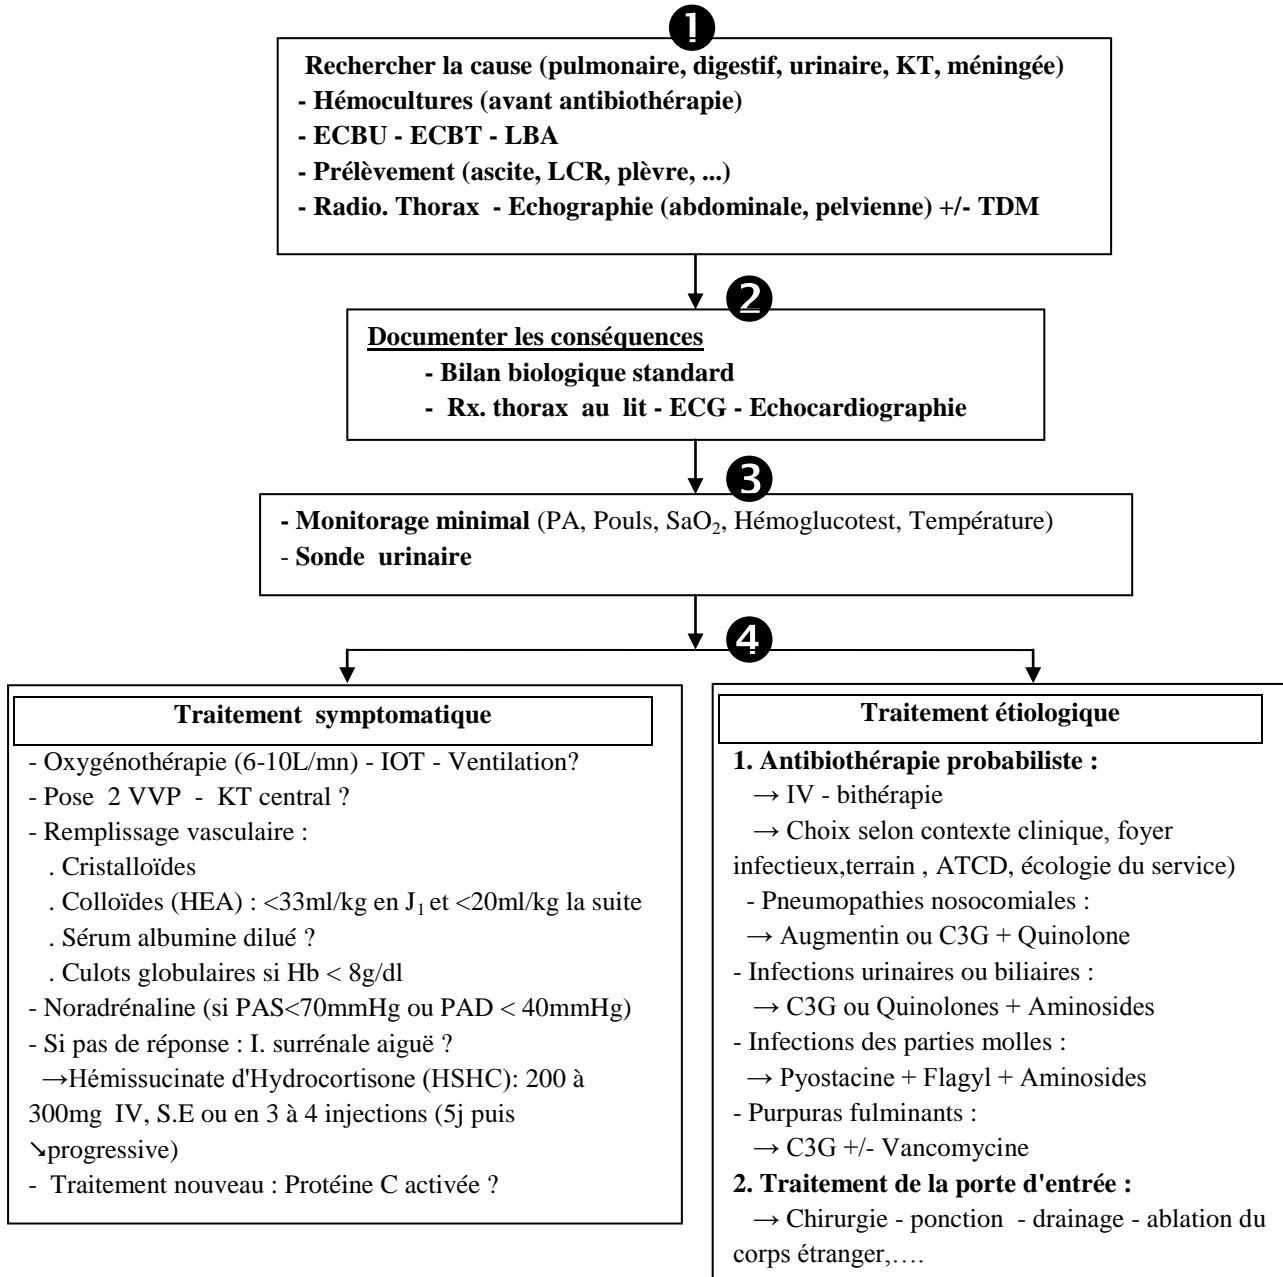 1
Rechercher la cause (pulmonaire, digestif, urinaire, KT, méningée)
- Hémocultures (avant antibiothérapie)
- ECBU - ECBT - LBA
- Prélèvement (ascite, LCR, plèvre, ...)
- Radio. Thorax - Echographie (abdominale, pelvienne) +/- TDM
2
Documenter les conséquences
- Bilan biologique standard
- Rx. thorax au lit - ECG - Echocardiographie
3
- Monitorage minimal (PA, Pouls, SaO₂, Hémoglucotest, Température)
- Sonde urinaire
4
Traitement symptomatique
- Oxygénothérapie (6-10L/mn) - IOT - Ventilation?
- Pose 2 VVP - KT central ?
- Remplissage vasculaire :
. Cristalloïdes
. Colloïdes (HEA) : <33ml/kg en J₁ et <20ml/kg la suite
. Sérum albumine dilué ?
. Culots globulaires si Hb < 8g/dl
- Noradrénaline (si PAS<70mmHg ou PAD < 40mmHg)
- Si pas de réponse : I. surrénale aiguë ?
→Hémissucinate d'Hydrocortisone (HSHC): 200 à
300mg IV, S.E ou en 3 à 4 injections (5j puis
↘progressive)
- Traitement nouveau : Protéine C activée ?
Traitement étiologique
1. Antibiothérapie probabiliste :
→ IV - bithérapie
→ Choix selon contexte clinique, foyer
infectieux,terrain , ATCD, écologie du service)
- Pneumopathies nosocomiales :
→ Augmentin ou C3G + Quinolone
- Infections urinaires ou biliaires :
→ C3G ou Quinolones + Aminosides
- Infections des parties molles :
→ Pyostacine + Flagyl + Aminosides
- Purpuras fulminants :
→ C3G +/- Vancomycine
2. Traitement de la porte d'entrée :
→ Chirurgie - ponction - drainage - ablation du
corps étranger,….